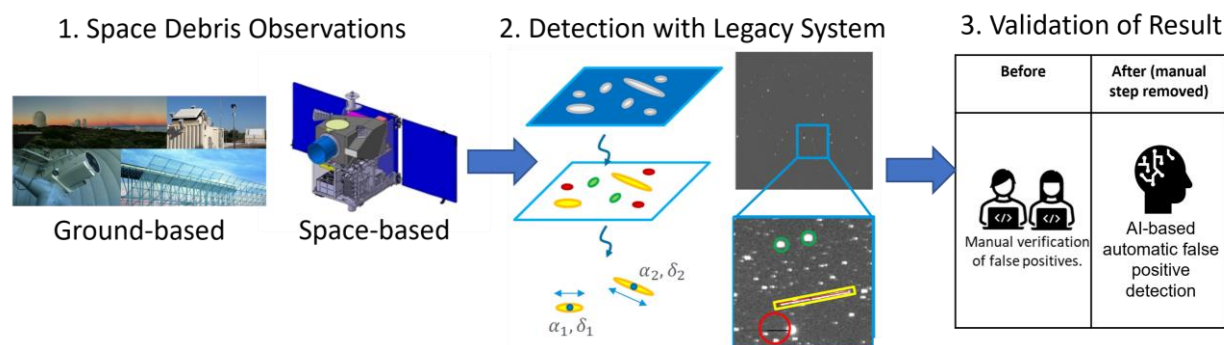 1. Space Debris Observations
Ground-based
Space-based
2. Detection with Legacy System
α₂, δ₂
α₁, δ₁
3. Validation of Result
Before
After (manual
step removed)
Manual verification
of false positives.
AI-based
automatic false
positive
detection